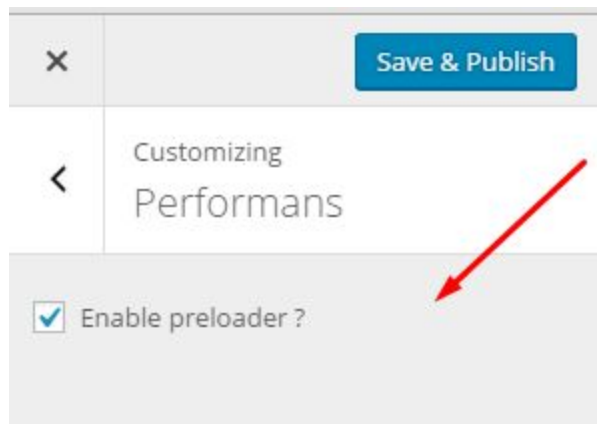 Save & Publish
Customizing
Performans
Enable preloader ?